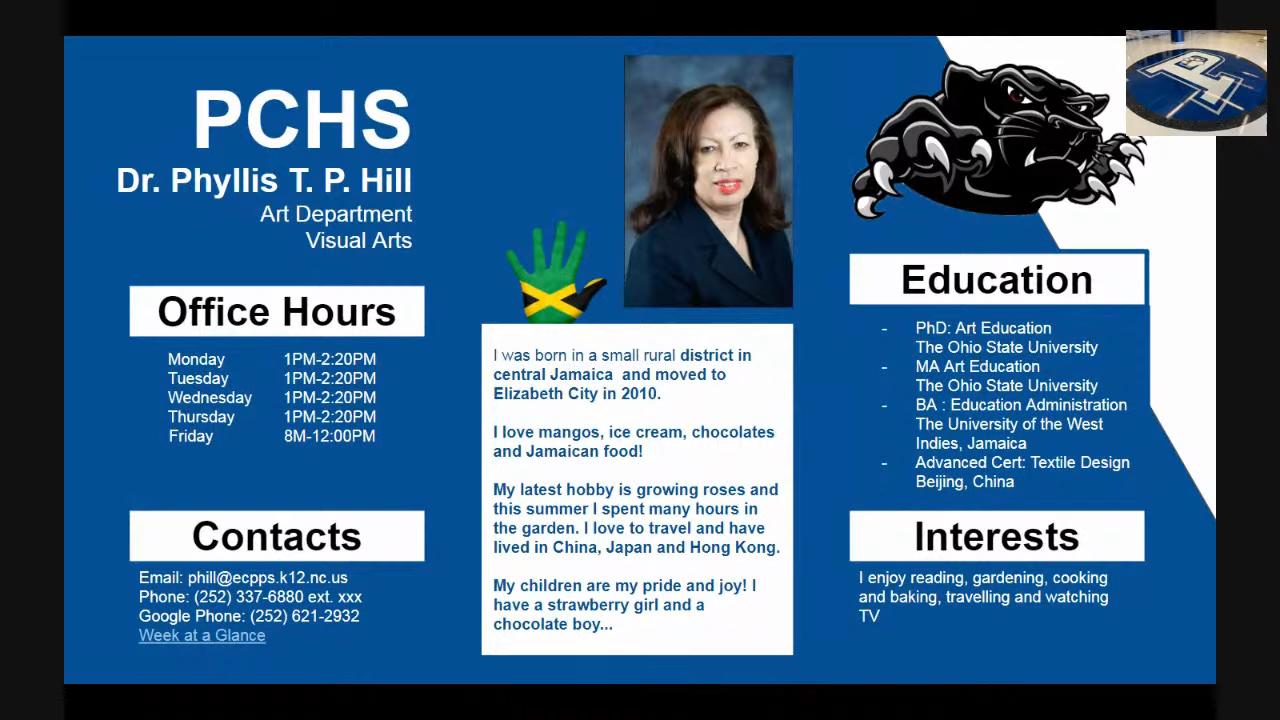 PCHS
Dr. Phyllis T. P. Hill
Art Department
Visual Arts
Office Hours
Monday 1PM-2:20PM
Tuesday 1PM-2:20PM
Wednesday 1PM-2:20PM
Thursday 1PM-2:20PM
Friday 8M-12:00PM
Contacts
Email: phill@ecpps.k12.nc.us
Phone: (252) 337-6880 ext. xxx
Google Phone: (252) 621-2932
Week at a Glance
I was born in a small rural district in
central Jamaica and moved to
Elizabeth City in 2010.
I love mangos, ice cream, chocolates
and Jamaican food!
My latest hobby is growing roses and
this summer I spent many hours in
the garden. I love to travel and have
lived in China, Japan and Hong Kong.
My children are my pride and joy! I
have a strawberry girl and a
chocolate boy...
Education
- PhD: Art Education
The Ohio State University
- MA Art Education
The Ohio State University
- BA : Education Administration
The University of the West
Indies, Jamaica
- Advanced Cert: Textile Design
Beijing, China
Interests
I enjoy reading, gardening, cooking
and baking, travelling and watching
TV